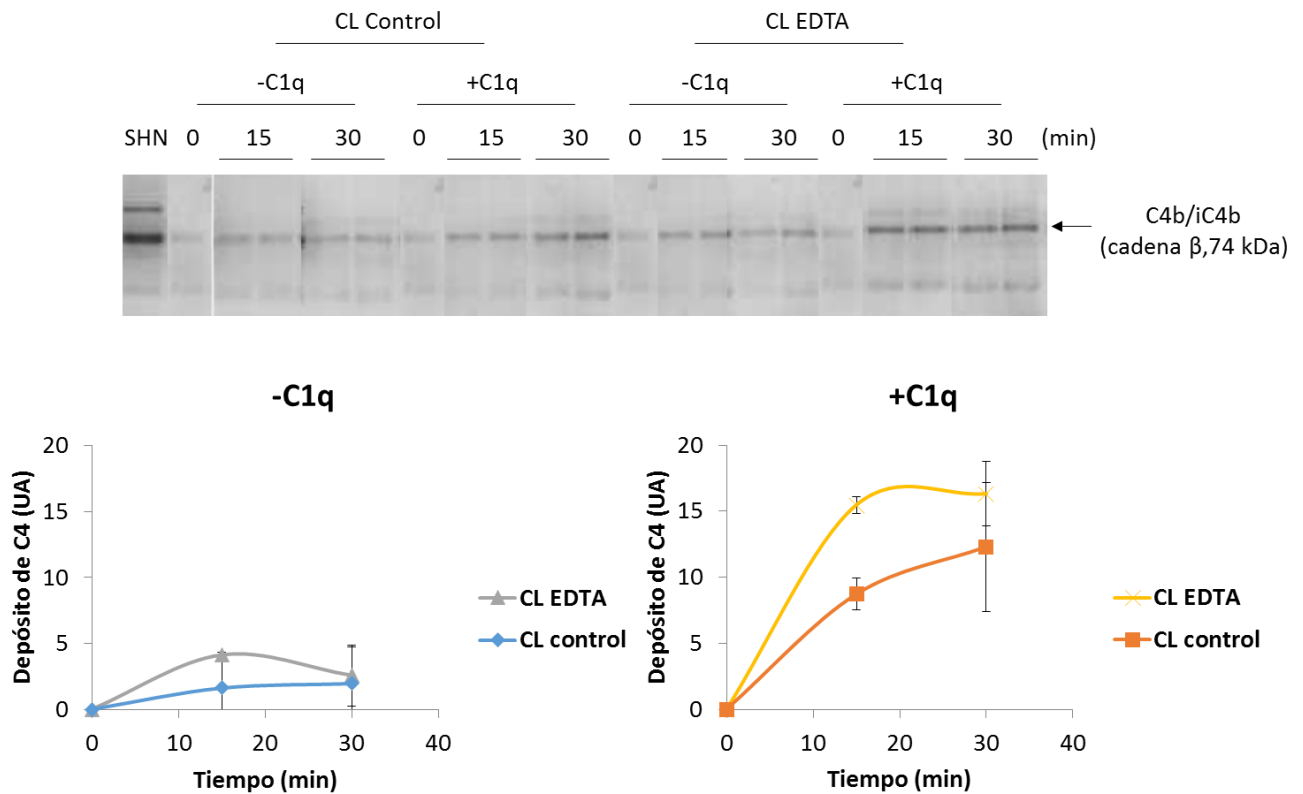 CL Control CL EDTA
-C1q +C1q -C1q +C1q
SHN 0 15 30 0 15 30 0 15 30 0 15 30 (min)
C4b/iC4b
(cadena β,74 kDa)
-C1q
Depósito de C4 (UA)
20
15
10
5
0
0 10 20 30 40
Tiempo (min)
CL EDTA
CL control
+C1q
Depósito de C4 (UA)
20
15
10
5
0
0 10 20 30 40
Tiempo (min)
CL EDTA
CL control